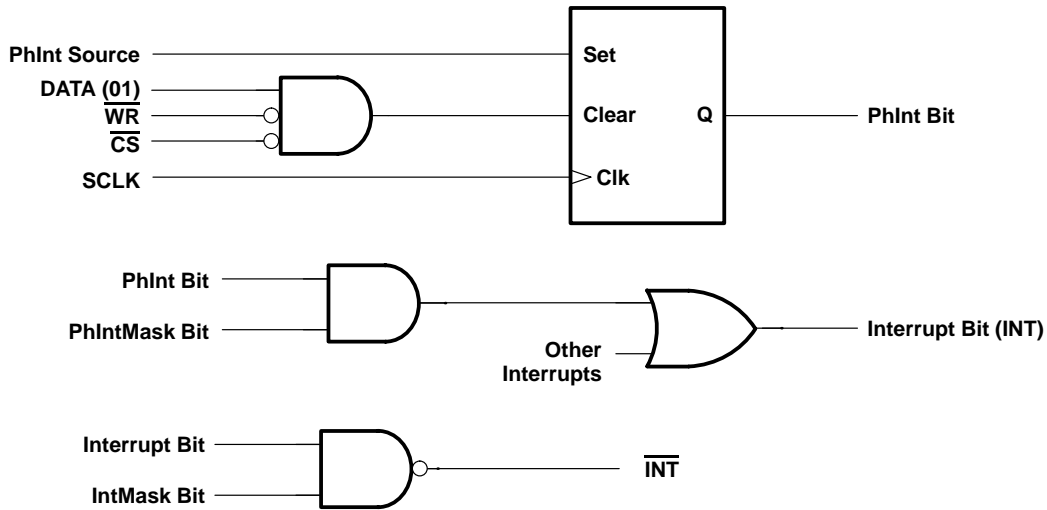 PhInt Source
DATA (01)
WR
CS
SCLK
Set
Clear
Clk
Q
PhInt Bit
PhInt Bit
PhIntMask Bit
Other
Interrupts
Interrupt Bit (INT)
Interrupt Bit
IntMask Bit
INT